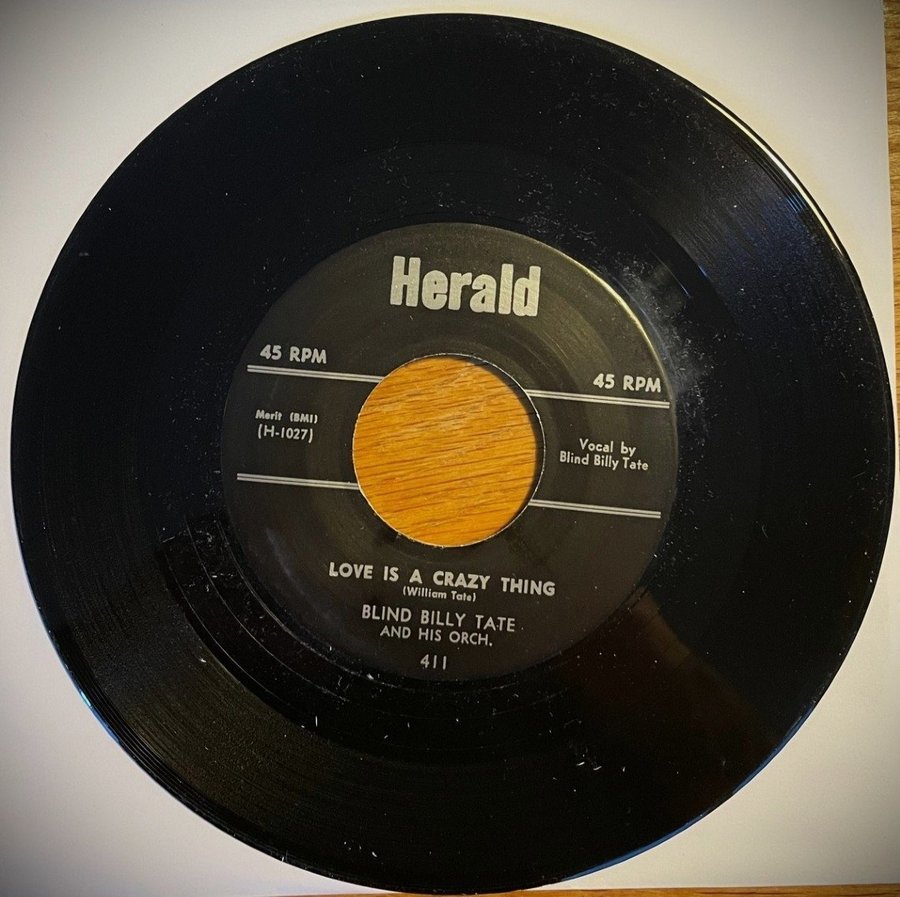 Herald
45 RPM
45 RPM
Merit (BMI)
(H-1027)
Vocal by
Blind Billy Tate
LOVE IS A CRAZY THING
(William Tate)
BLIND BILLY TATE
AND HIS ORCH.
411